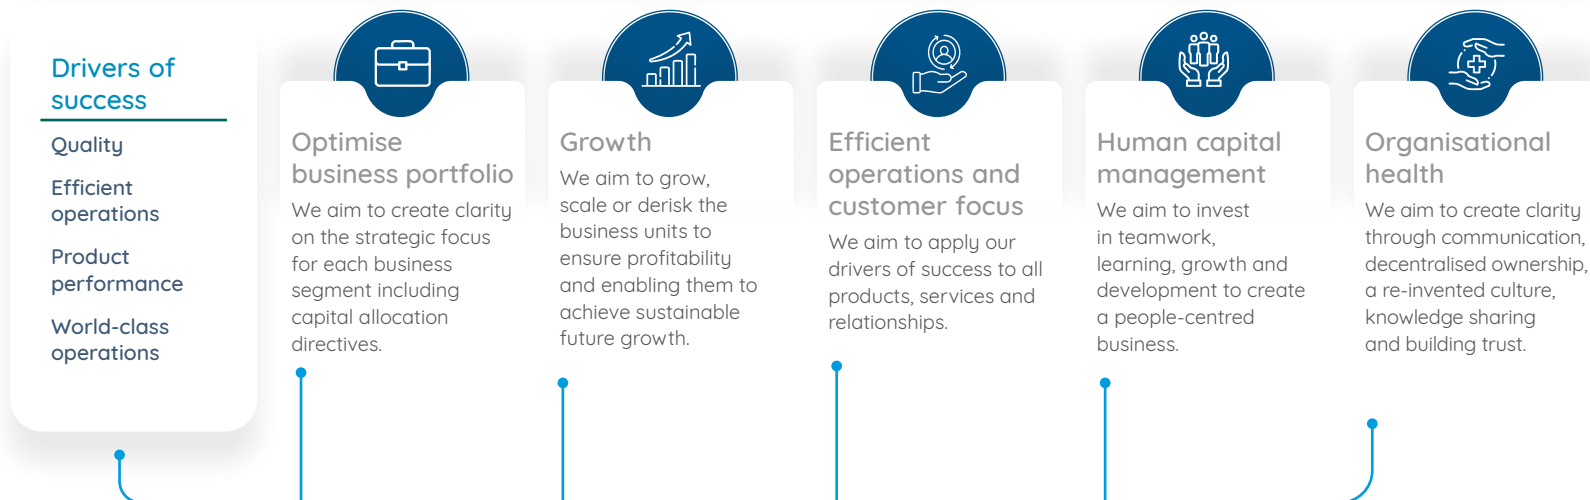 Drivers of
success
Quality
Efficient
operations
Product
performance
World-class
operations
Optimise
business portfolio
We aim to create clarity
on the strategic focus
for each business
segment including
capital allocation
directives.
Growth
We aim to grow,
scale or derisk the
business units to
ensure profitability
and enabling them to
achieve sustainable
future growth.
Efficient
operations and
customer focus
We aim to apply our
drivers of success to all
products, services and
relationships.
Human capital
management
We aim to invest
in teamwork,
learning, growth and
development to create
a people-centred
business.
Organisational
health
We aim to create clarity
through communication,
decentralised ownership,
a re-invented culture,
knowledge sharing
and building trust.